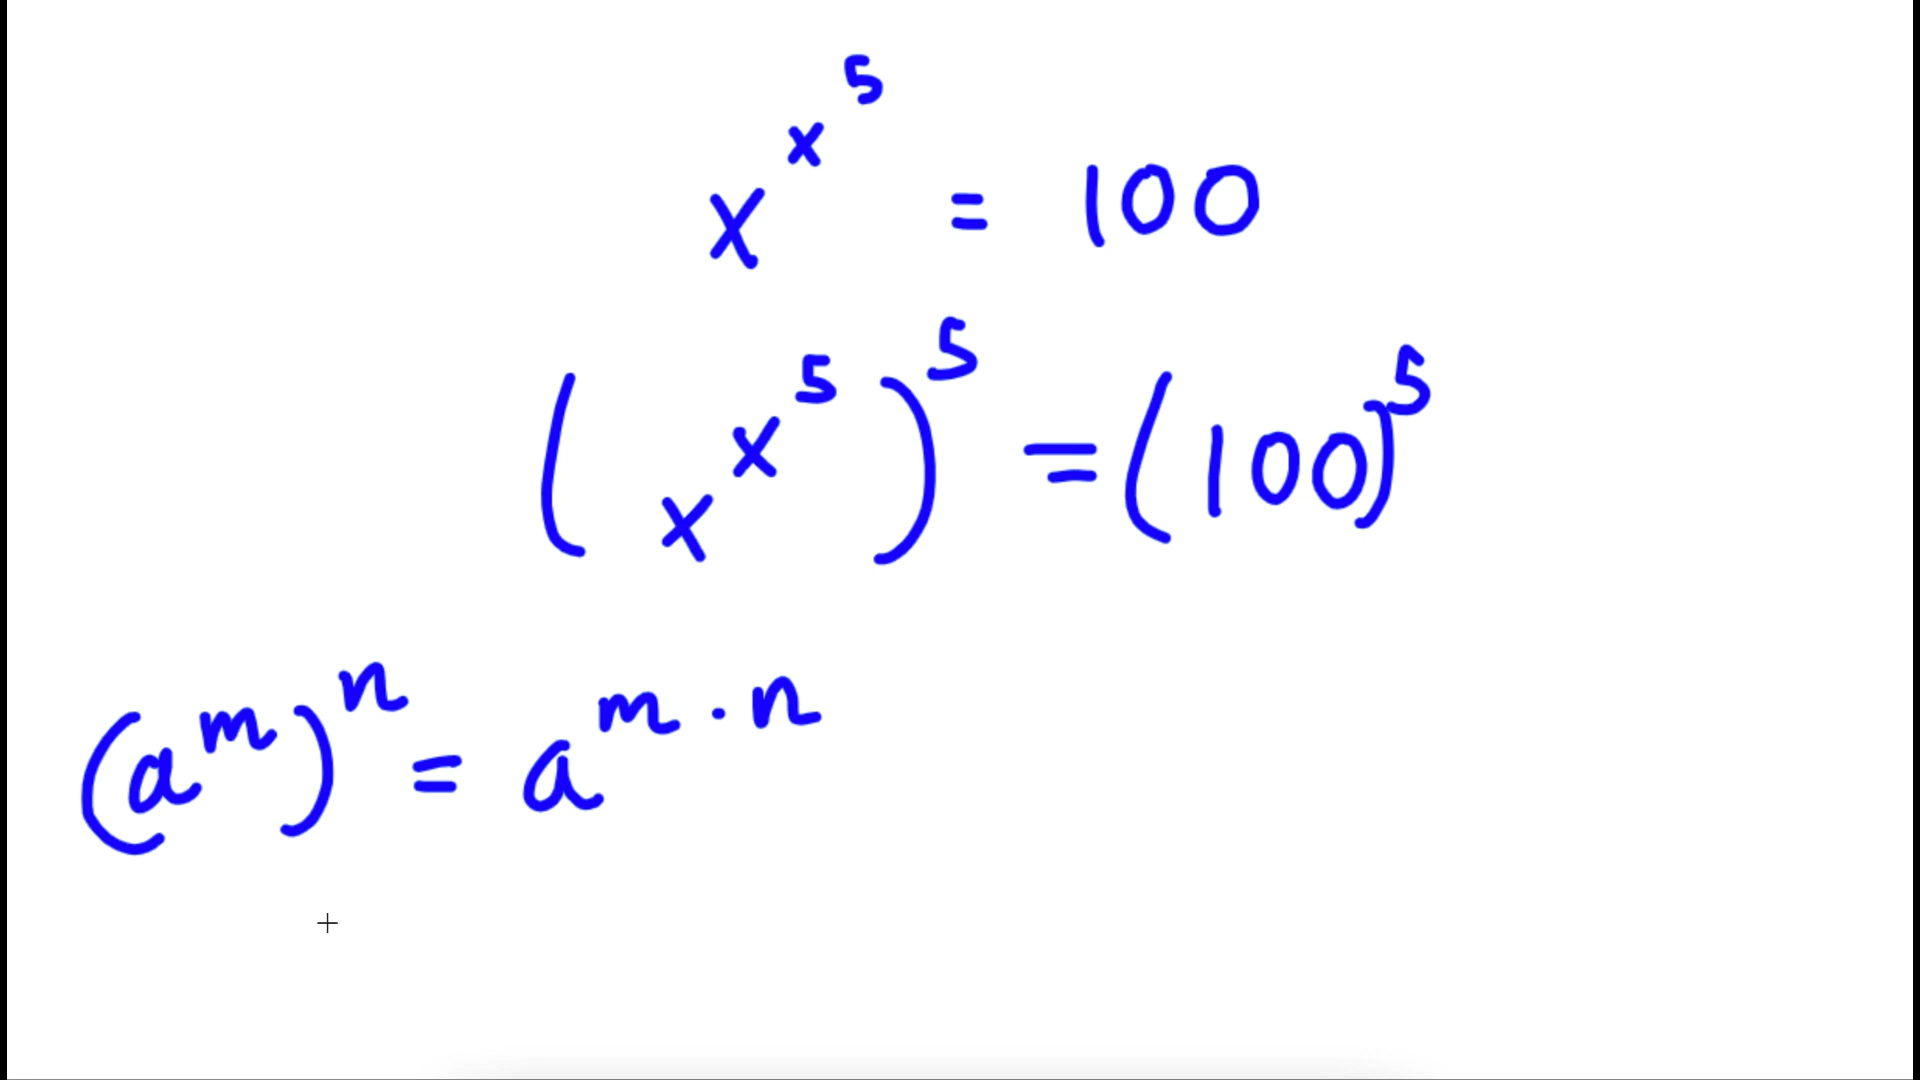 x^{x^5} = 100
(x^{x^5})^5 = (100)^5
(a^m)^n = a^{m · n}